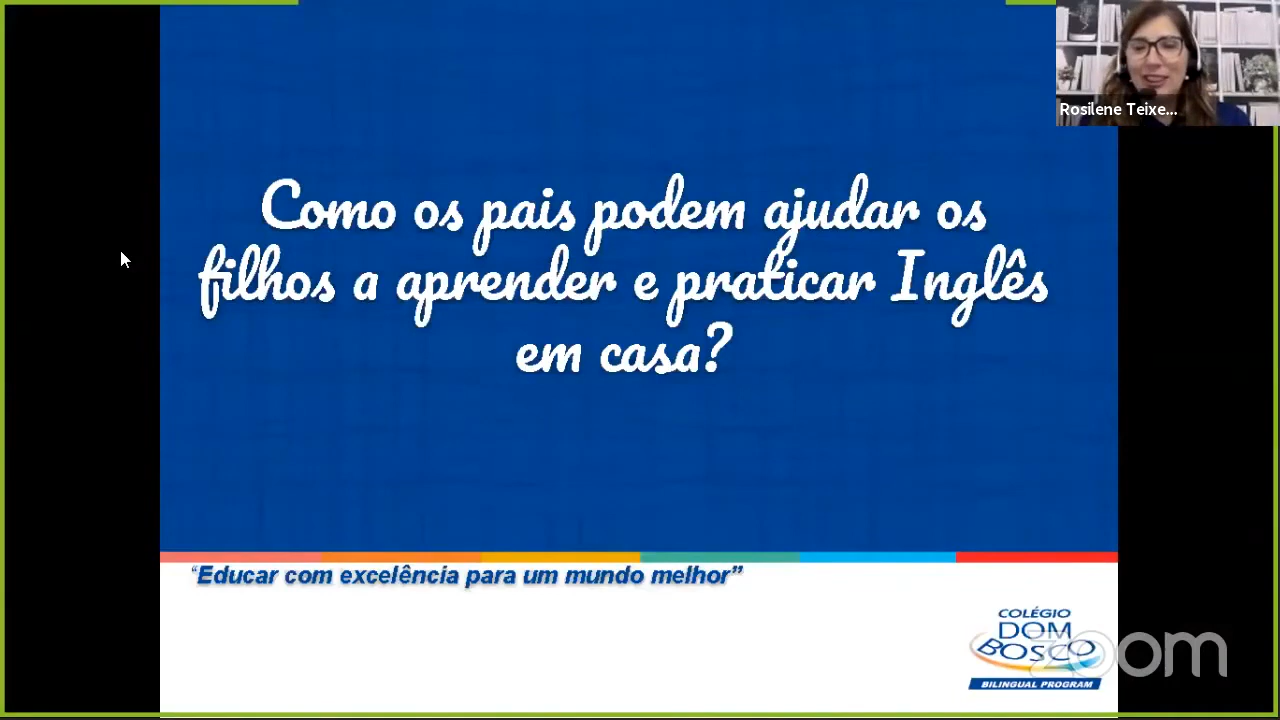 Rosilene Teixe...
Como os pais podem ajudar os
filhos a aprender e praticar Inglês
em casa?
“Educar com excelência para um mundo melhor”
COLÉGIO
DOM
BOSCO
BILINGUAL PROGRAM
zoom